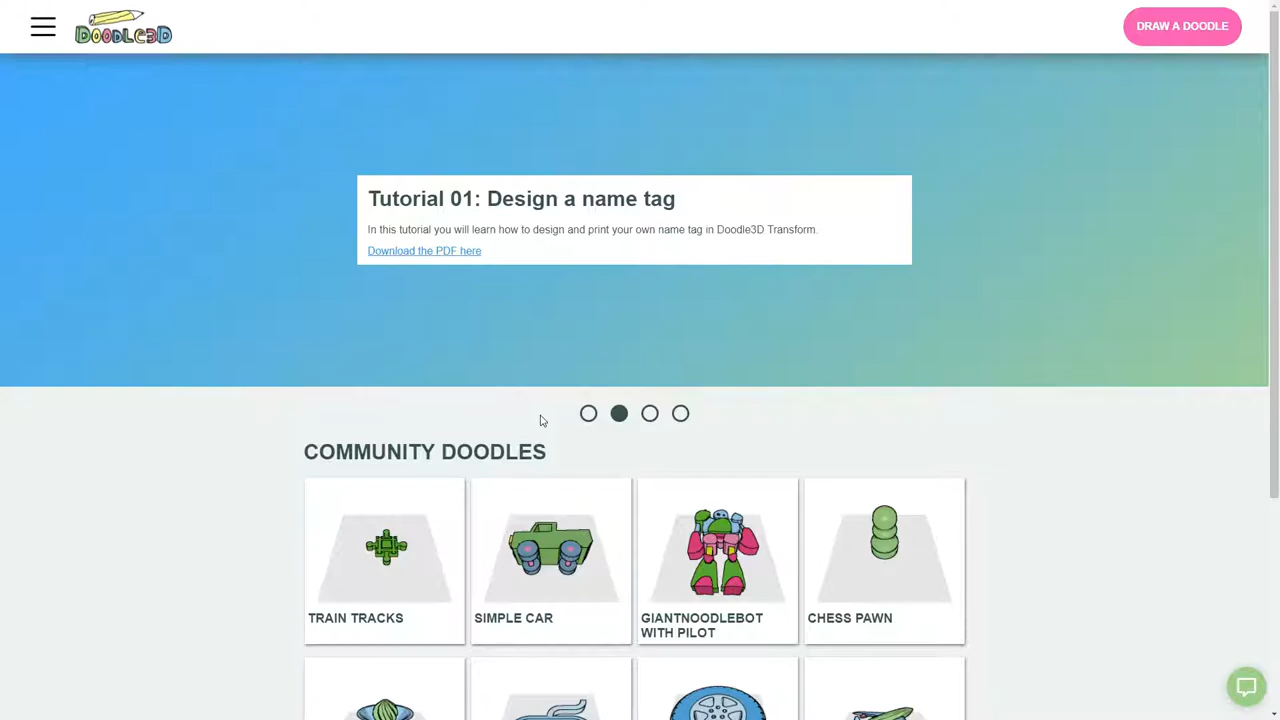 DOODLE3D
DRAW A DOODLE
Tutorial 01: Design a name tag
In this tutorial you will learn how to design and print your own name tag in Doodle3D Transform.
Download the PDF here
COMMUNITY DOODLES
TRAIN TRACKS
SIMPLE CAR
GIANTNOODLEBOT
WITH PILOT
CHESS PAWN